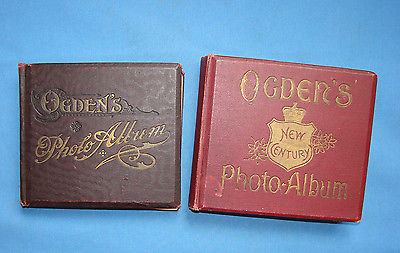 OGDEN'S
Photo Album
OGDEN'S
NEW
CENTURY
Photo-Album